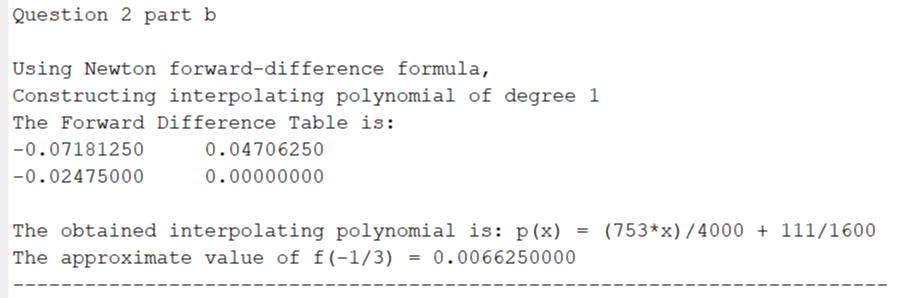 Question 2 part b
Using Newton forward-difference formula,
Constructing interpolating polynomial of degree 1
The Forward Difference Table is:
-0.07181250 0.04706250
-0.02475000 0.00000000
The obtained interpolating polynomial is: p(x) = (753*x)/4000 + 111/1600
The approximate value of f(-1/3) = 0.0066250000
--------------------------------------------------------------------------